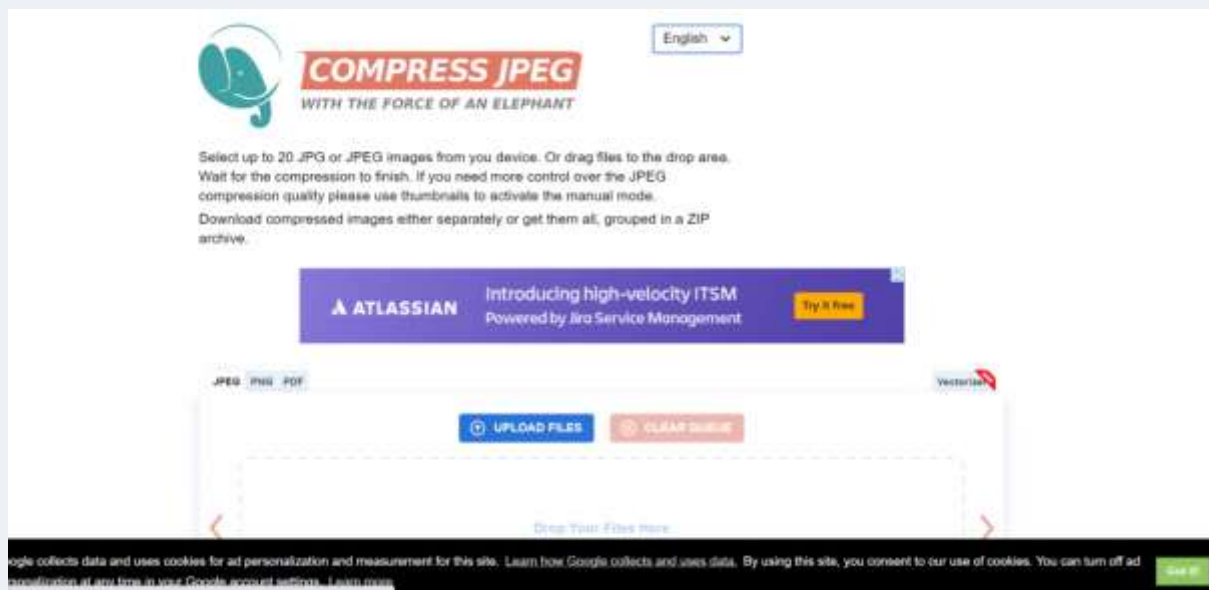 English
COMPRESS JPEG
WITH THE FORCE OF AN ELEPHANT
Select up to 20 JPG or JPEG images from you device. Or drag files to the drop area.
Wait for the compression to finish. If you need more control over the JPEG
compression quality please use thumbnails to activate the manual mode.
Download compressed images either separately or get them all, grouped in a ZIP
archive.
ATLASSIAN
Introducing high-velocity ITSM
Powered by Jira Service Management
Try it free
JPEG PNG PDF
UPLOAD FILES
CLEAR QUEUE
Drop Your Files Here
ogle collects data and uses cookies for ad personalization and measurement for this site. Learn how Google collects and uses data. By using this site, you consent to our use of cookies. You can turn off ad
rsonalization at any time in your Google account settings. Learn more
Got it!